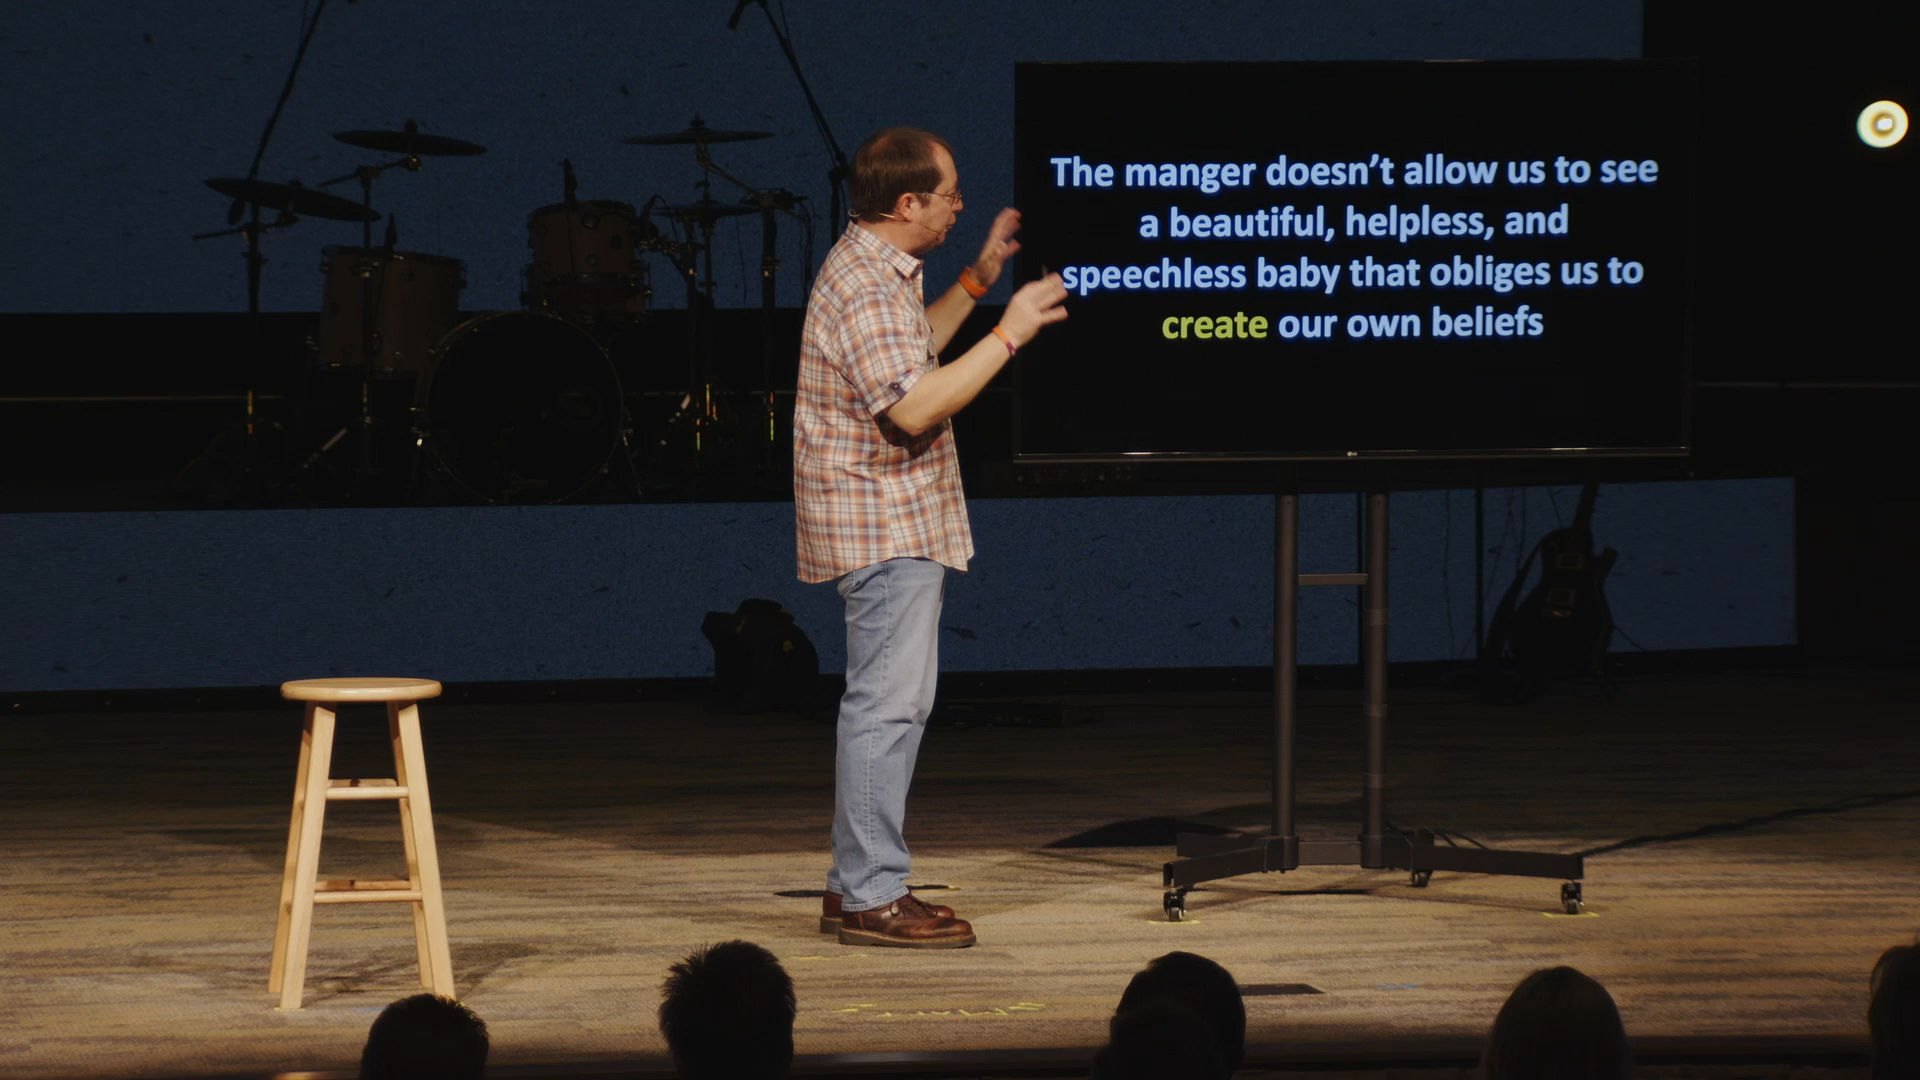 The manger doesn’t allow us to see
a beautiful, helpless, and
speechless baby that obliges us to
create our own beliefs